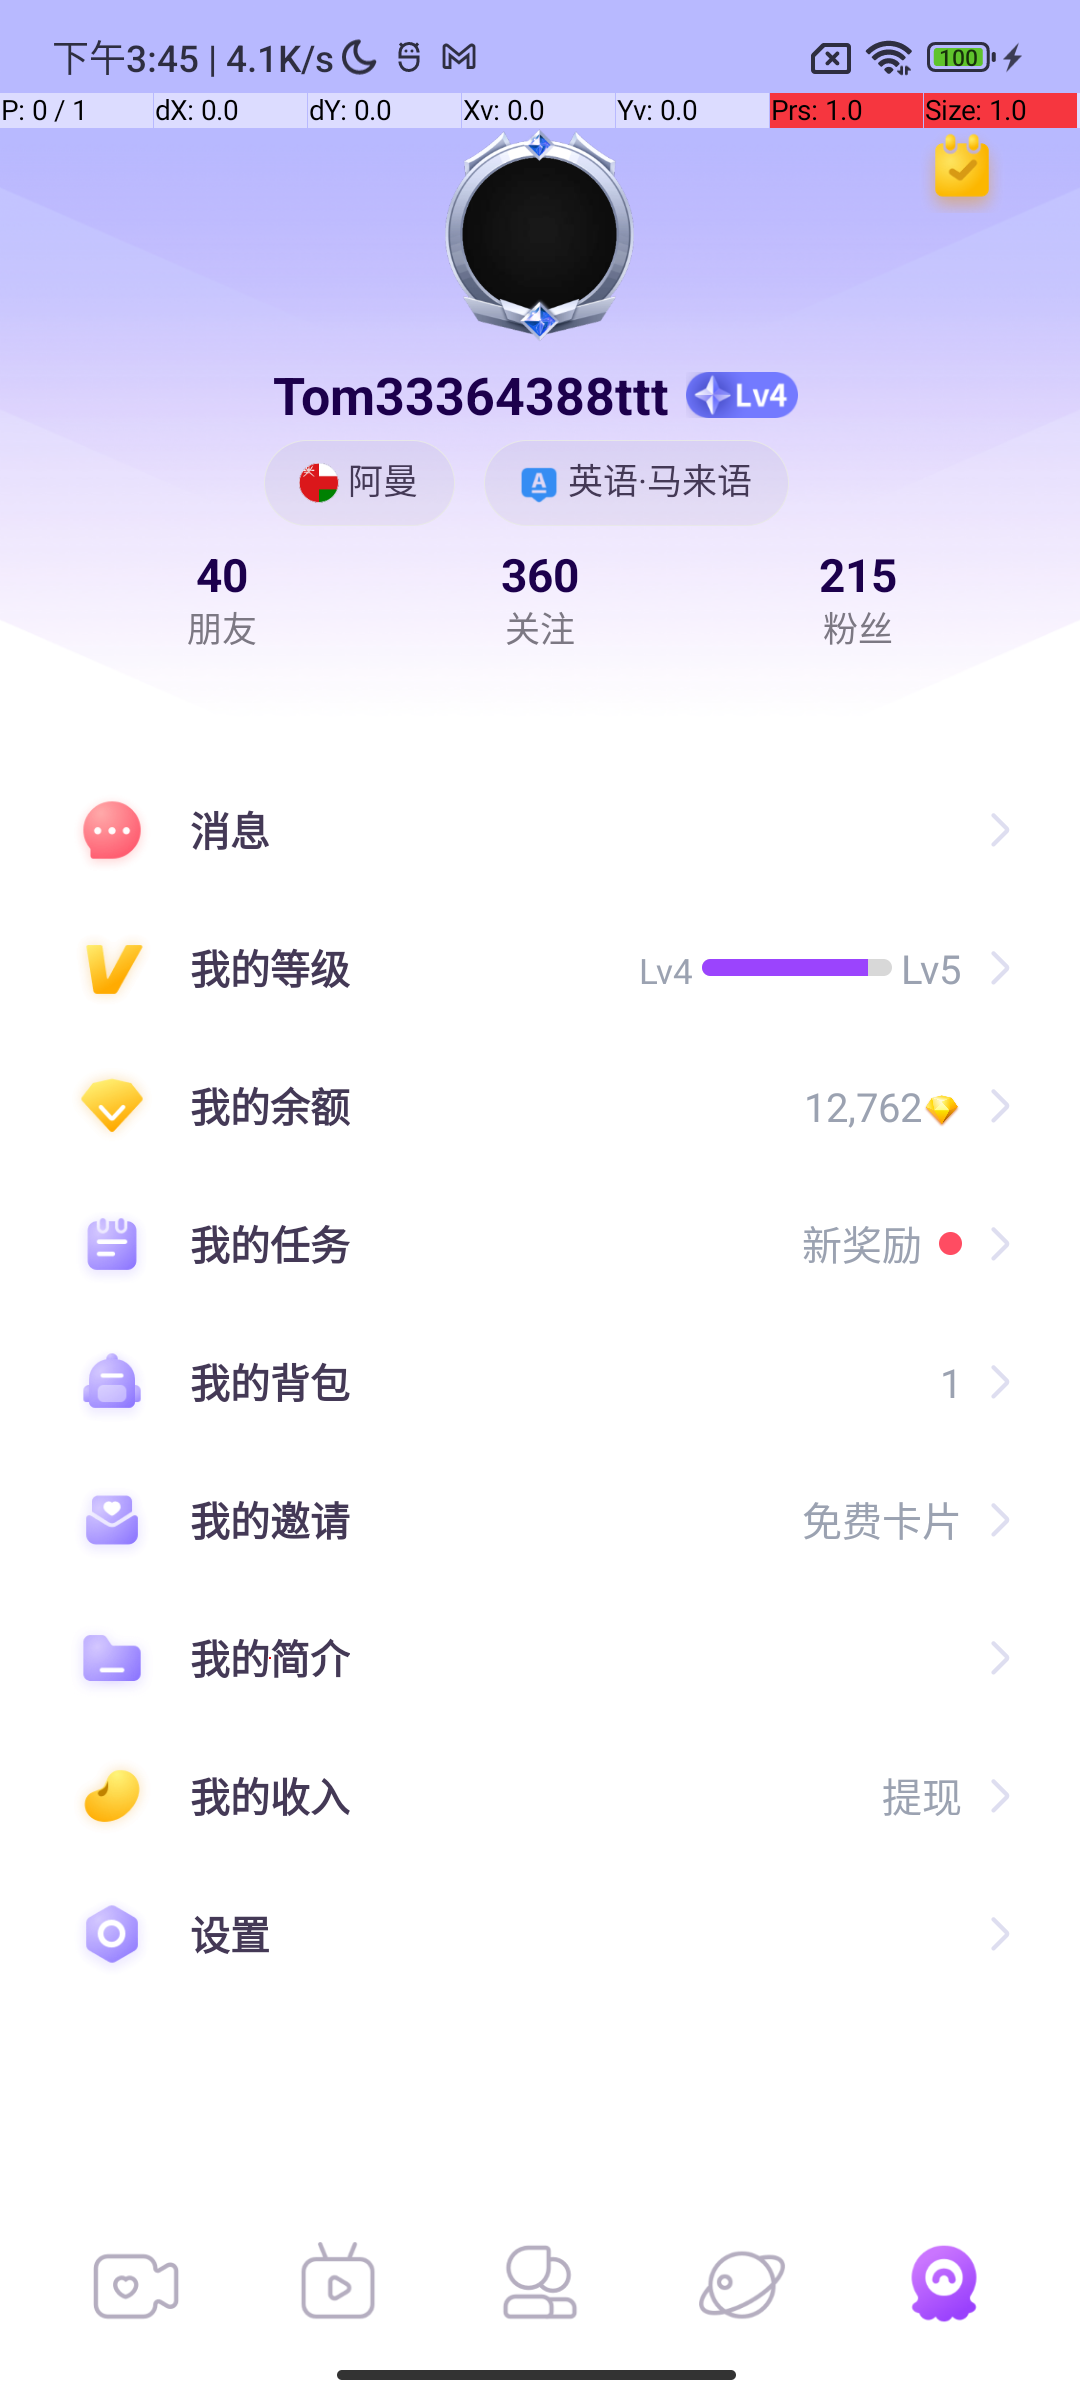 下午3:45 | 4.1K/s
100
P: 0 / 1 dX: 0.0 dY: 0.0 Xv: 0.0 Yv: 0.0 Prs: 1.0 Size: 1.0
Tom33364388ttt Lv4
阿曼 英语·马来语
40 360 215
朋友 关注 粉丝
消息
我的等级 Lv4 Lv5
我的余额 12,762
我的任务 新奖励
我的背包 1
我的邀请 免费卡片
我的简介
我的收入 提现
设置